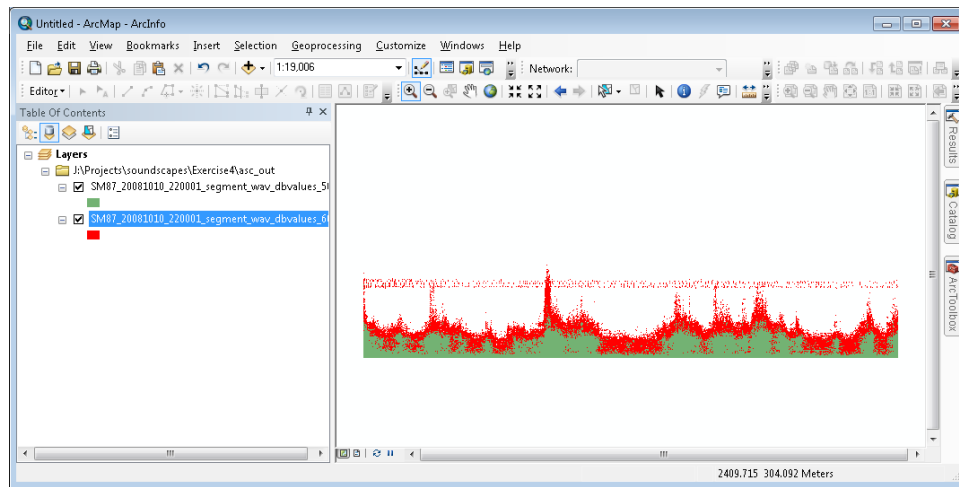 Untitled - ArcMap - ArcInfo
File Edit View Bookmarks Insert Selection Geoprocessing Customize Windows Help
1:19,006 Network:
Editor
Table Of Contents
Layers
J:\Projects\soundscapes\Exercise4\asc_out
SM87_20081010_220001_segment_wav_dbvalues_5
SM87_20081010_220001_segment_wav_dbvalues_6
Results
Catalog
ArcToolbox
2409.715 304.092 Meters